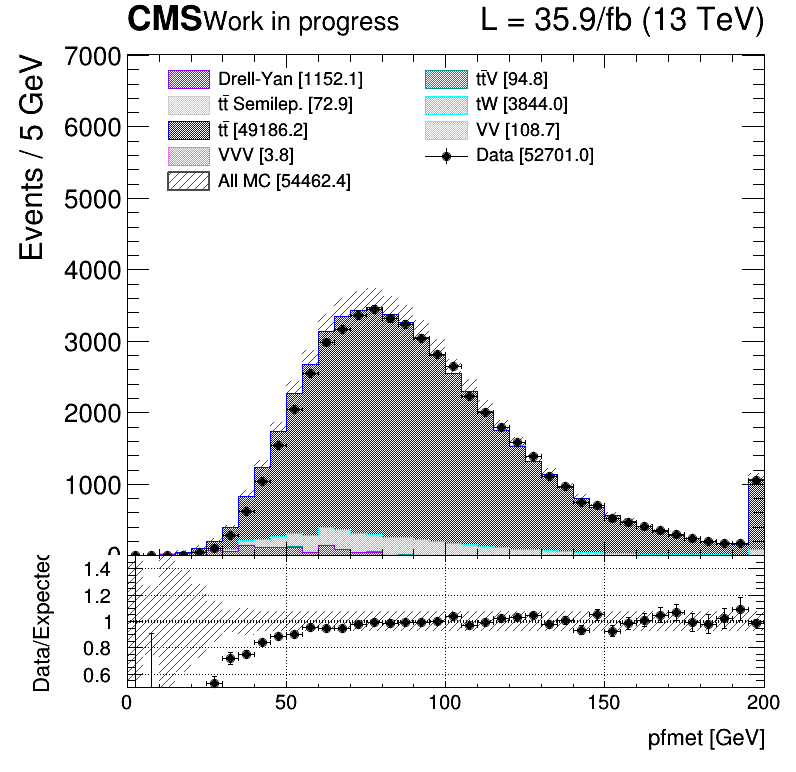 CMS Work in progress L = 35.9/fb (13 TeV)
Events / 5 GeV
7000
6000
5000
4000
3000
2000
1000
0
Drell-Yan [1152.1]
tt̄ Semilep. [72.9]
tt̄ [49186.2]
VVV [3.8]
All MC [54462.4]
tt̄V [94.8]
tW [3844.0]
VV [108.7]
Data [52701.0]
Data/Expected
1.4
1.2
1
0.8
0.6
0 50 100 150 200
pfmet [GeV]